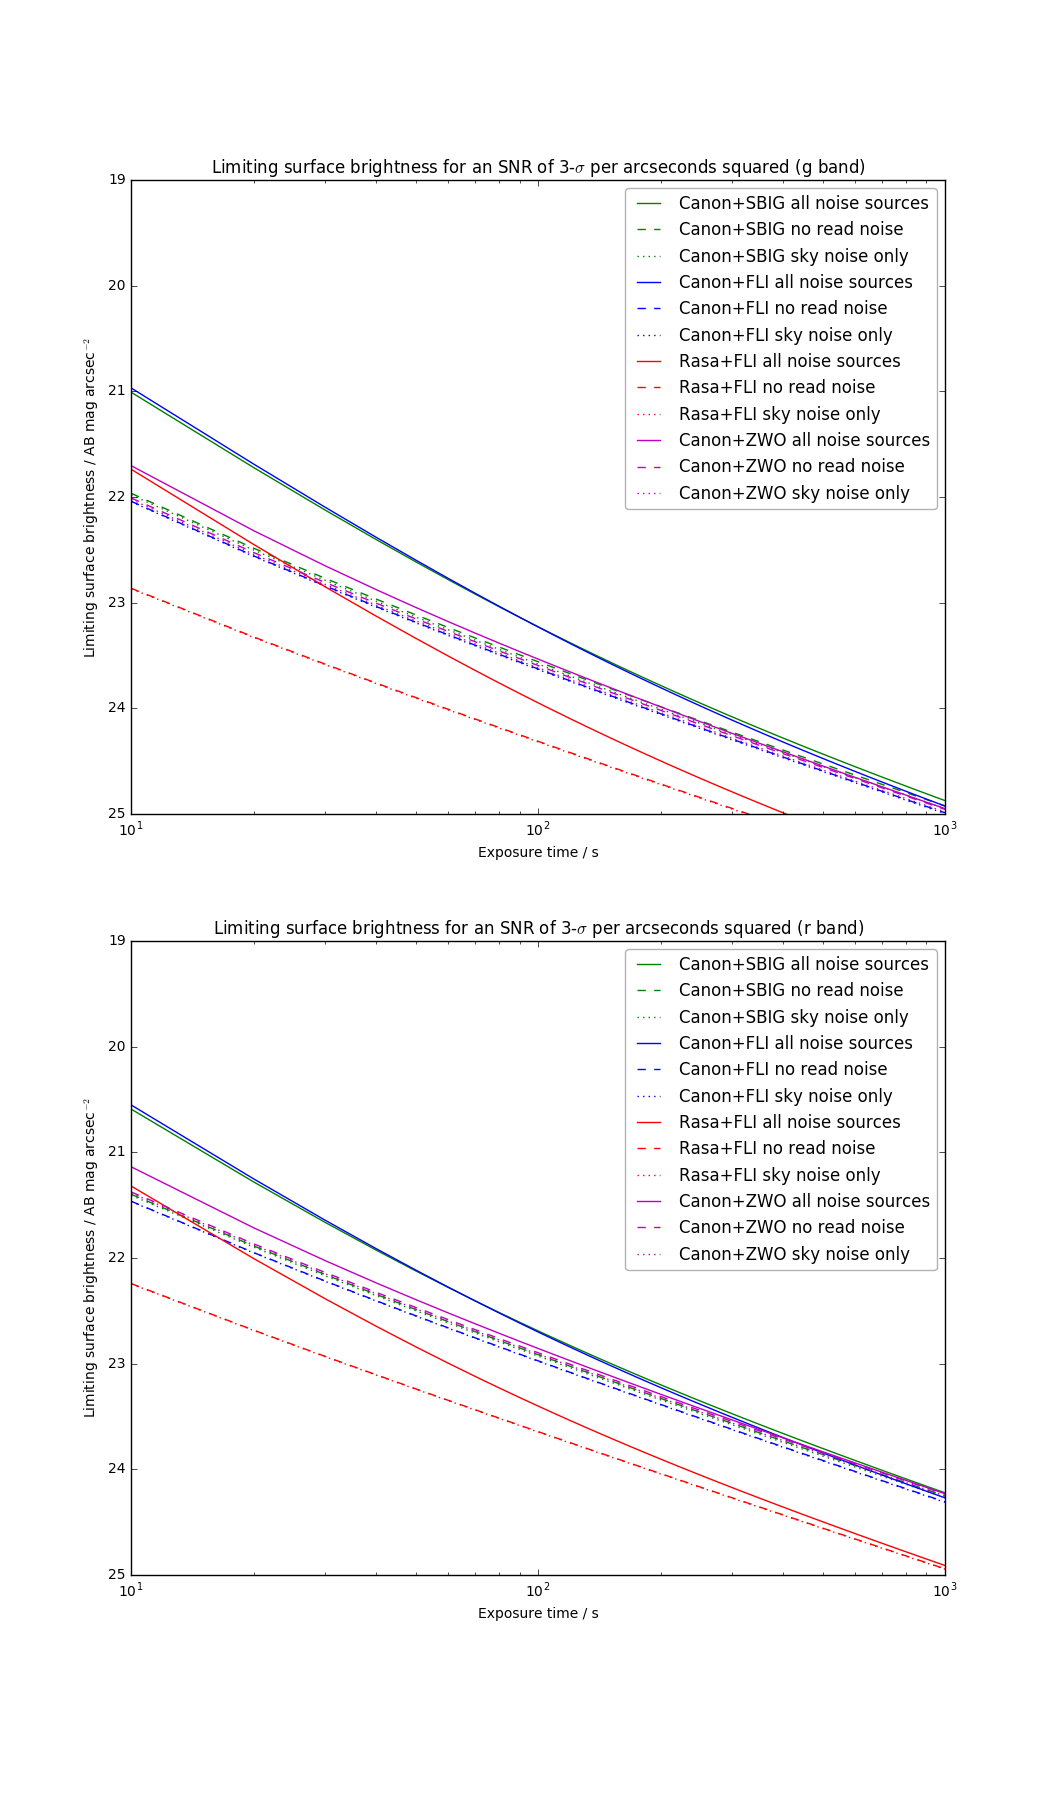 Limiting surface brightness for an SNR of 3-σ per arcseconds squared (g band)
Limiting surface brightness / AB mag arcsec⁻²
19
20
21
22
23
24
25
Canon+SBIG all noise sources
Canon+SBIG no read noise
Canon+SBIG sky noise only
Canon+FLI all noise sources
Canon+FLI no read noise
Canon+FLI sky noise only
Rasa+FLI all noise sources
Rasa+FLI no read noise
Rasa+FLI sky noise only
Canon+ZWO all noise sources
Canon+ZWO no read noise
Canon+ZWO sky noise only
10¹ 10² 10³
Exposure time / s
Limiting surface brightness for an SNR of 3-σ per arcseconds squared (r band)
Limiting surface brightness / AB mag arcsec⁻²
19
20
21
22
23
24
25
Canon+SBIG all noise sources
Canon+SBIG no read noise
Canon+SBIG sky noise only
Canon+FLI all noise sources
Canon+FLI no read noise
Canon+FLI sky noise only
Rasa+FLI all noise sources
Rasa+FLI no read noise
Rasa+FLI sky noise only
Canon+ZWO all noise sources
Canon+ZWO no read noise
Canon+ZWO sky noise only
10¹ 10² 10³
Exposure time / s